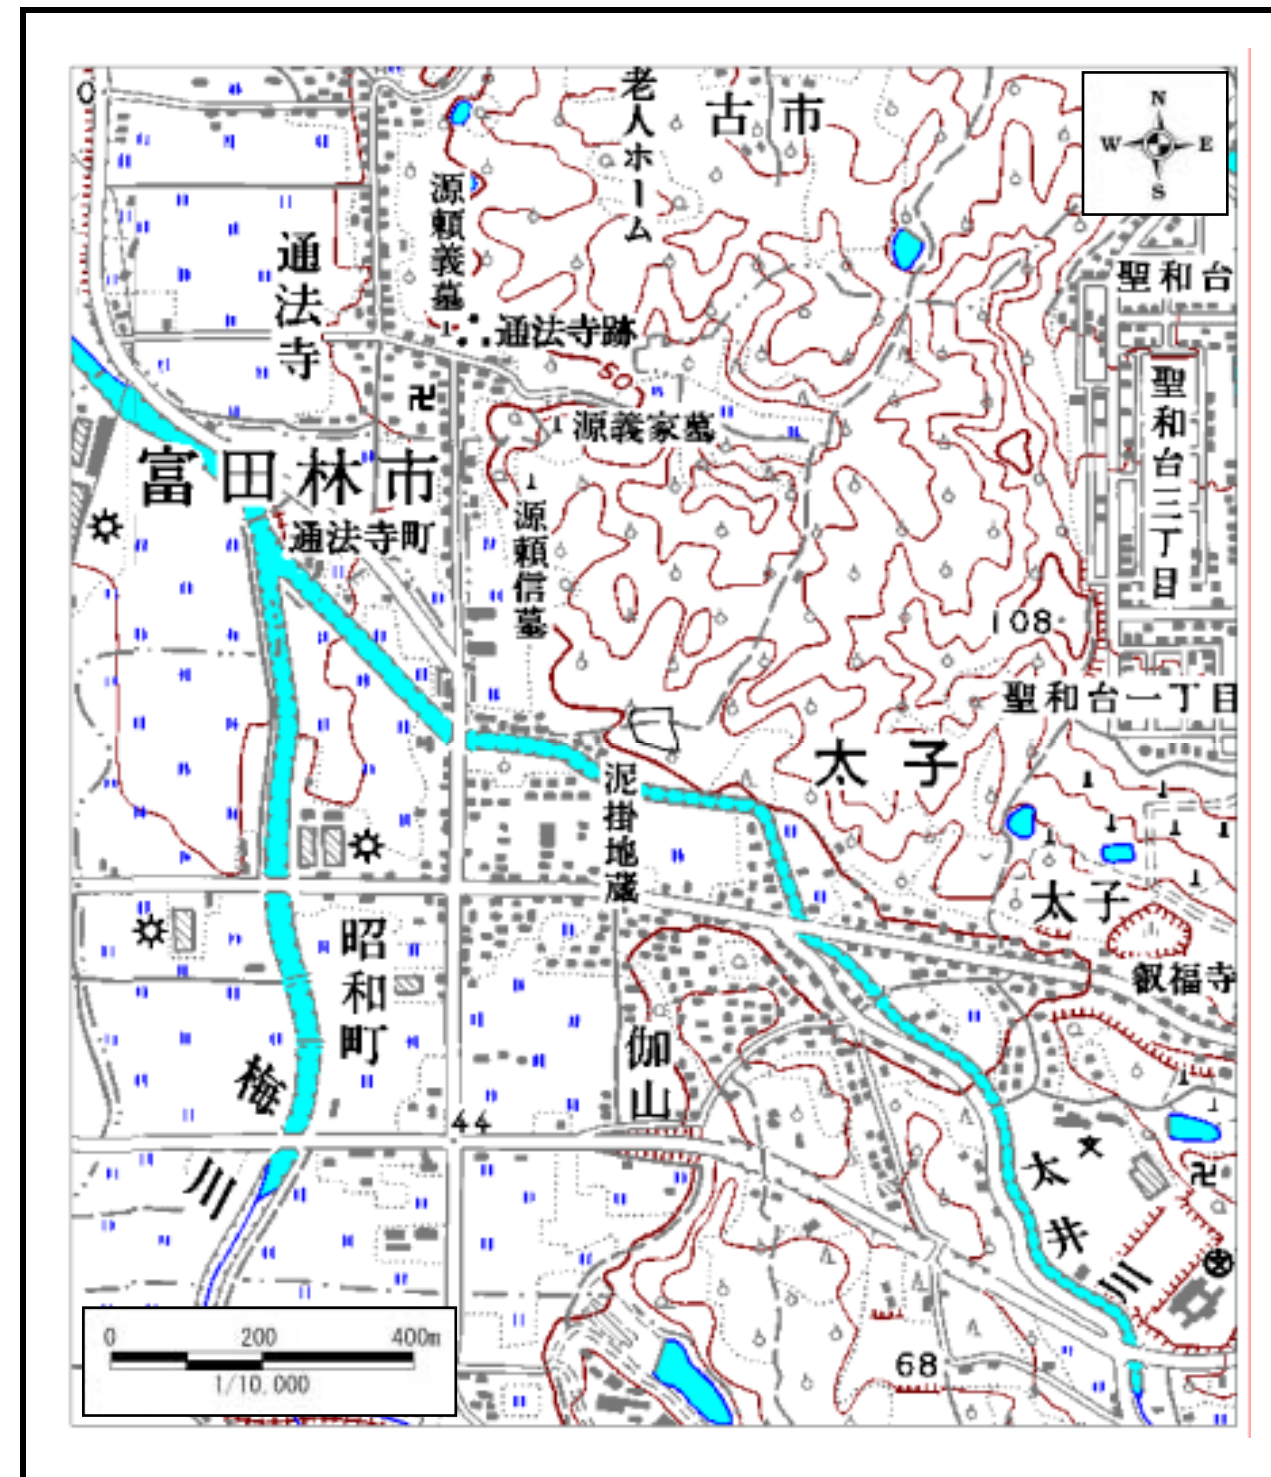 0
老人ホーム
古市
N
W E
S
源頼義墓
通法寺
聖和台
通法寺跡
50
聖和台三丁目
源義家墓
富田林市
源頼信墓
通法寺町
108
聖和台一丁目
太子
泥掛地蔵
太子
昭和町
叡福寺
伽山
梅川
44
太井川
68
0 200 400m
1/10,000